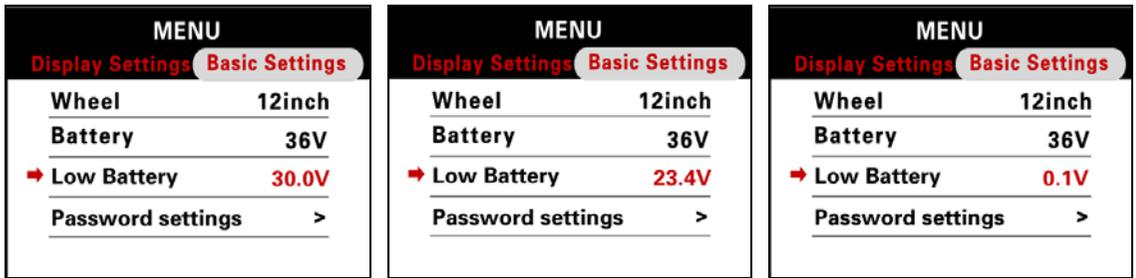 MENU
Display Settings Basic Settings
Wheel 12inch
Battery 36V
Low Battery 30.0V
Password settings >
MENU
Display Settings Basic Settings
Wheel 12inch
Battery 36V
Low Battery 23.4V
Password settings >
MENU
Display Settings Basic Settings
Wheel 12inch
Battery 36V
Low Battery 0.1V
Password settings >